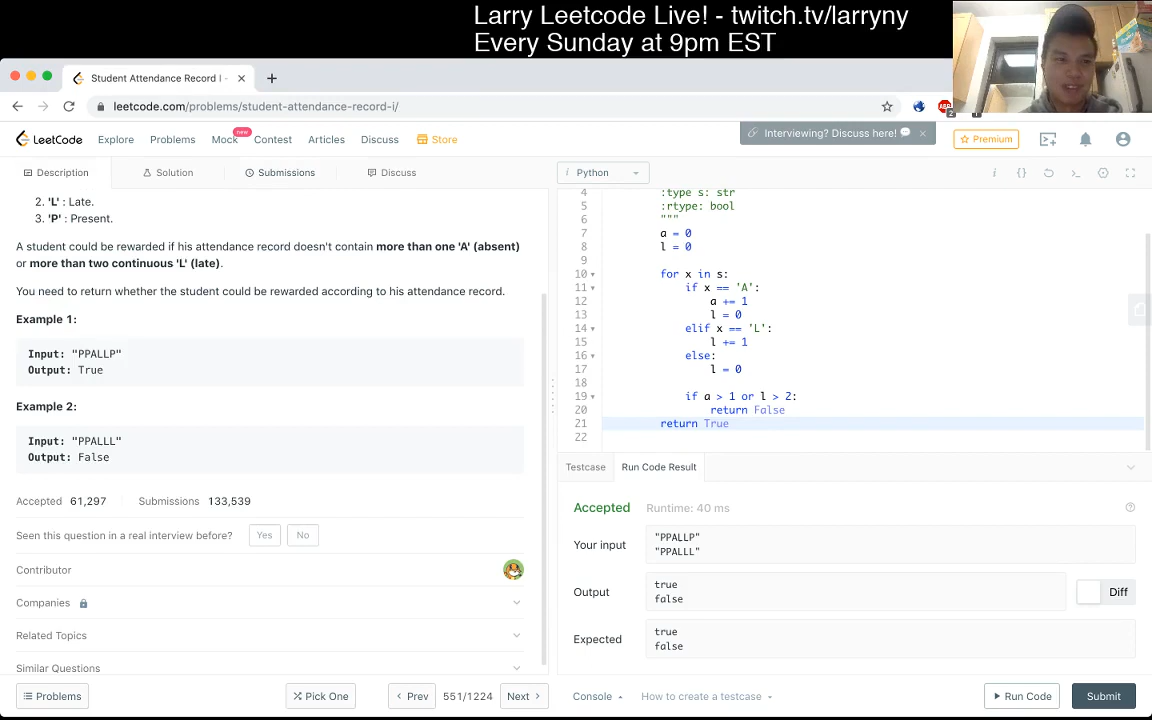 Larry Leetcode Live! - twitch.tv/larryny
Every Sunday at 9pm EST
Student Attendance Record I -
leetcode.com/problems/student-attendance-record-i/
LeetCode
Explore
Problems
Mock
new
Contest
Articles
Discuss
Store
Interviewing? Discuss here!
Premium
Description
Solution
Submissions
Discuss
2. 'L' : Late.
3. 'P' : Present.
A student could be rewarded if his attendance record doesn't contain more than one 'A' (absent)
or more than two continuous 'L' (late).
You need to return whether the student could be rewarded according to his attendance record.
Example 1:
Input: "PPALLP"
Output: True
Example 2:
Input: "PPALLL"
Output: False
Accepted 61,297
Submissions 133,539
Seen this question in a real interview before?
Yes
No
Contributor
Companies
Related Topics
Similar Questions
Problems
Pick One
Prev
551/1224
Next
i Python
4 :type s: str
5 :rtype: bool
6 """
7 a = 0
8 l = 0
9
10 for x in s:
11 if x == 'A':
12 a += 1
13 l = 0
14 elif x == 'L':
15 l += 1
16 else:
17 l = 0
18
19 if a > 1 or l > 2:
20 return False
21 return True
22
Testcase
Run Code Result
Accepted
Runtime: 40 ms
Your input
"PPALLP"
"PPALLL"
Output
true
false
Diff
Expected
true
false
Console
How to create a testcase
Run Code
Submit